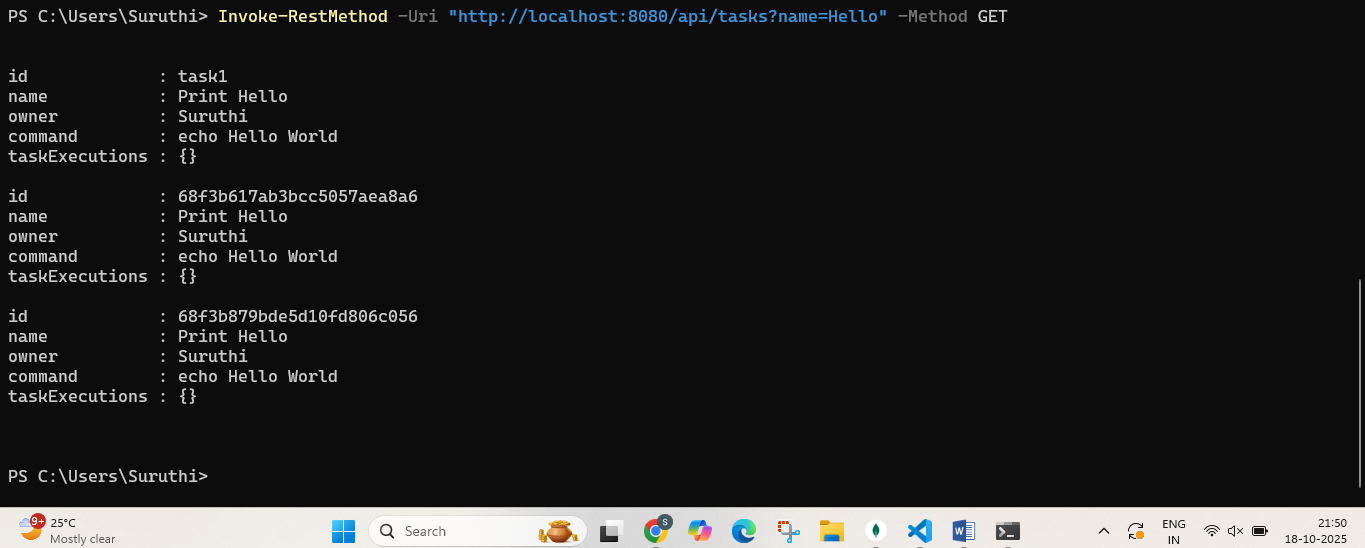 PS C:\Users\Suruthi> Invoke-RestMethod -Uri "http://localhost:8080/api/tasks?name=Hello" -Method GET
id : task1
name : Print Hello
owner : Suruthi
command : echo Hello World
taskExecutions : {}
id : 68f3b617ab3bcc5057aea8a6
name : Print Hello
owner : Suruthi
command : echo Hello World
taskExecutions : {}
id : 68f3b879bde5d10fd806c056
name : Print Hello
owner : Suruthi
command : echo Hello World
taskExecutions : {}
PS C:\Users\Suruthi>
9+
25°C
Mostly clear
Search
S
W
ENG
IN
21:50
18-10-2025